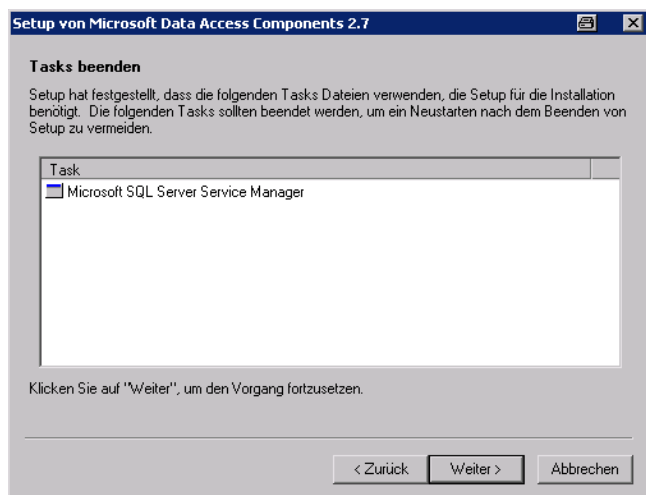 Setup von Microsoft Data Access Components 2.7
Tasks beenden
Setup hat festgestellt, dass die folgenden Tasks Dateien verwenden, die Setup für die Installation
benötigt. Die folgenden Tasks sollten beendet werden, um ein Neustarten nach dem Beenden von
Setup zu vermeiden.
Task
Microsoft SQL Server Service Manager
Klicken Sie auf "Weiter", um den Vorgang fortzusetzen.
< Zurück Weiter > Abbrechen